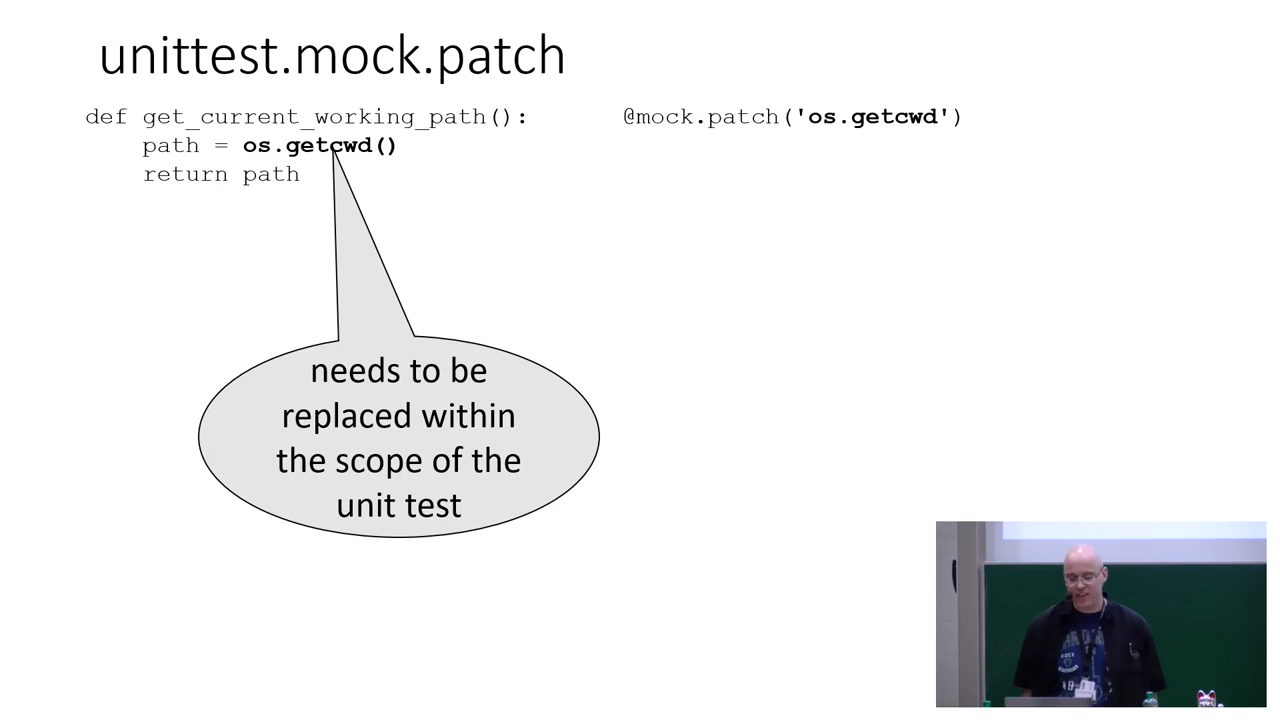 unittest.mock.patch
def get_current_working_path():
    path = os.getcwd()
    return path
@mock.patch('os.getcwd')
needs to be
replaced within
the scope of the
unit test